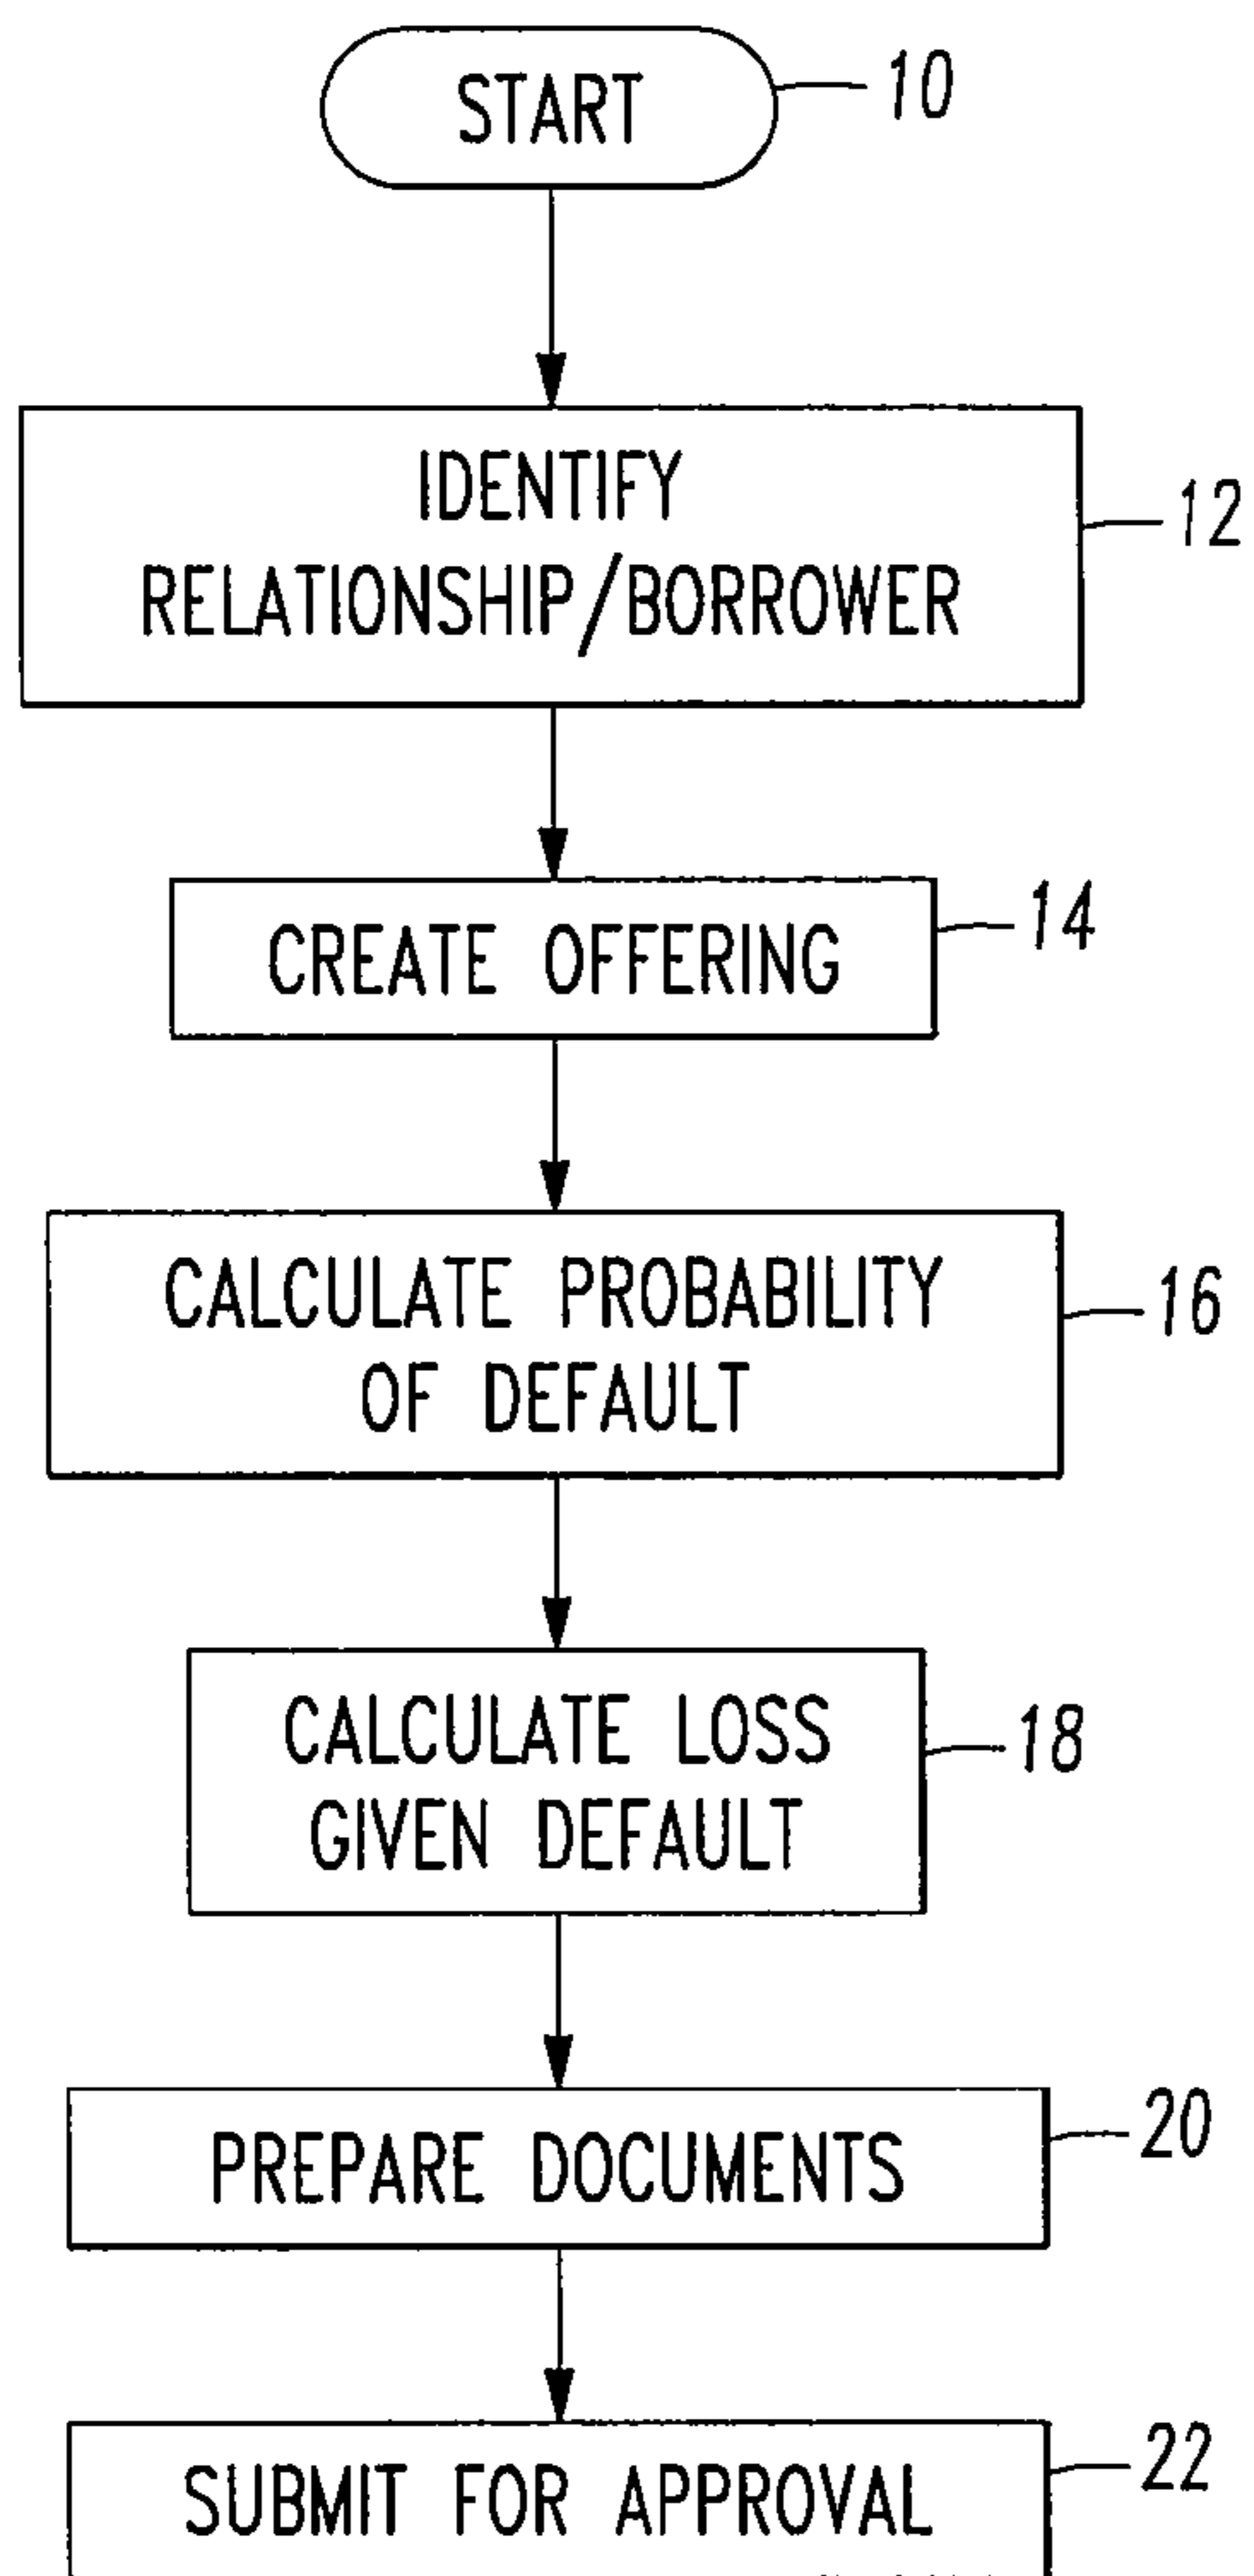 START
10
IDENTIFY
RELATIONSHIP/BORROWER
12
CREATE OFFERING
14
CALCULATE PROBABILITY
OF DEFAULT
16
CALCULATE LOSS
GIVEN DEFAULT
18
PREPARE DOCUMENTS
20
SUBMIT FOR APPROVAL
22